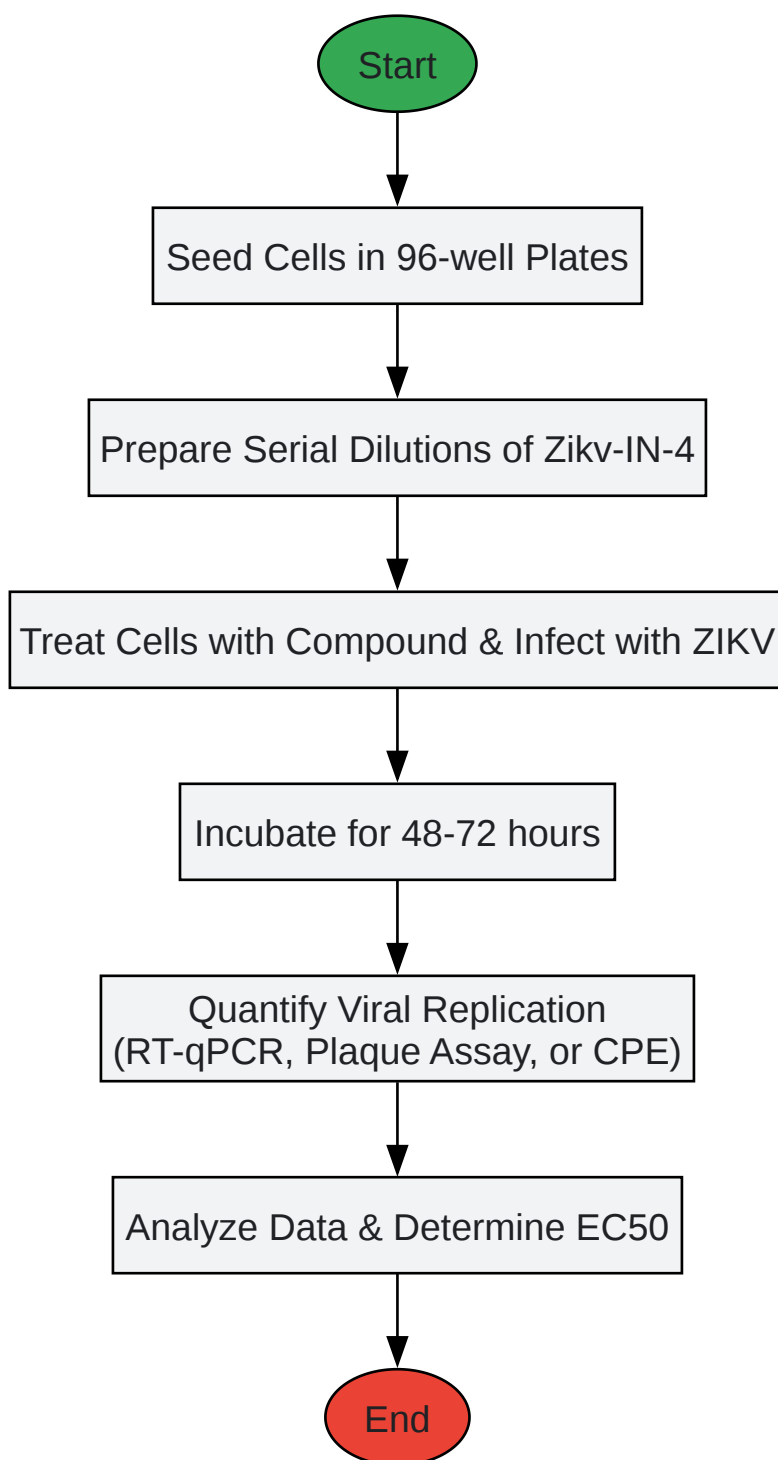 Start
Seed Cells in 96-well Plates
Prepare Serial Dilutions of Zikv-IN-4
Treat Cells with Compound & Infect with ZIKV
Incubate for 48-72 hours
Quantify Viral Replication
(RT-qPCR, Plaque Assay, or CPE)
Analyze Data & Determine EC50
End